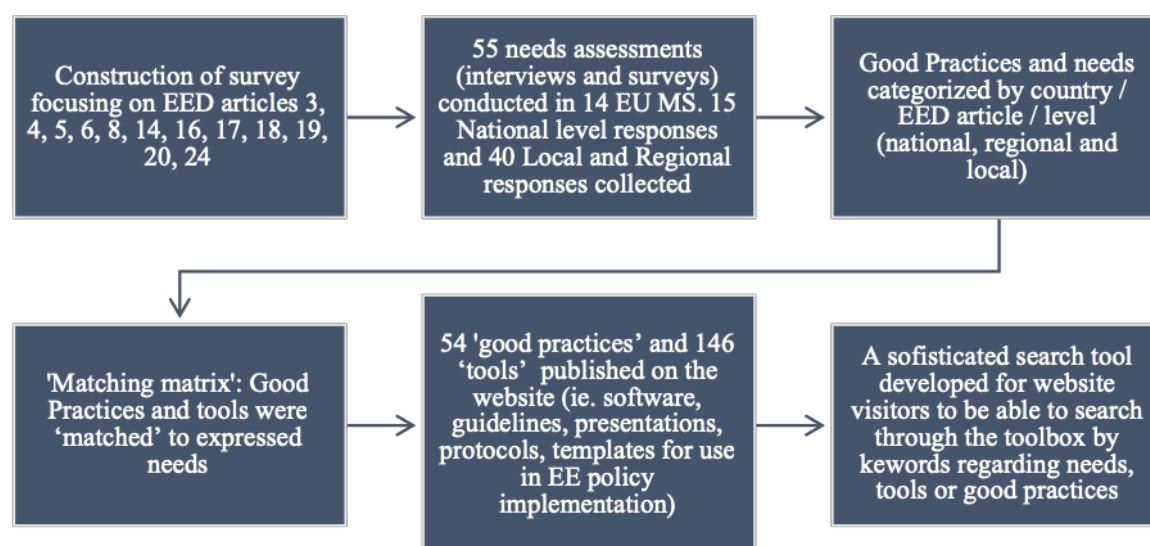 Construction of survey
focusing on EED articles 3,
4, 5, 6, 8, 14, 16, 17, 18, 19,
20, 24
55 needs assessments
(interviews and surveys)
conducted in 14 EU MS. 15
National level responses
and 40 Local and Regional
responses collected
Good Practices and needs
categorized by country /
EED article / level
(national, regional and
local)
'Matching matrix': Good
Practices and tools were
‘matched’ to expressed
needs
54 'good practices’ and 146
‘tools’ published on the
website (ie. software,
guidelines, presentations,
protocols, templates for use
in EE policy
implementation)
A sofisticated search tool
developed for website
visitors to be able to search
through the toolbox by
kewords regarding needs,
tools or good practices